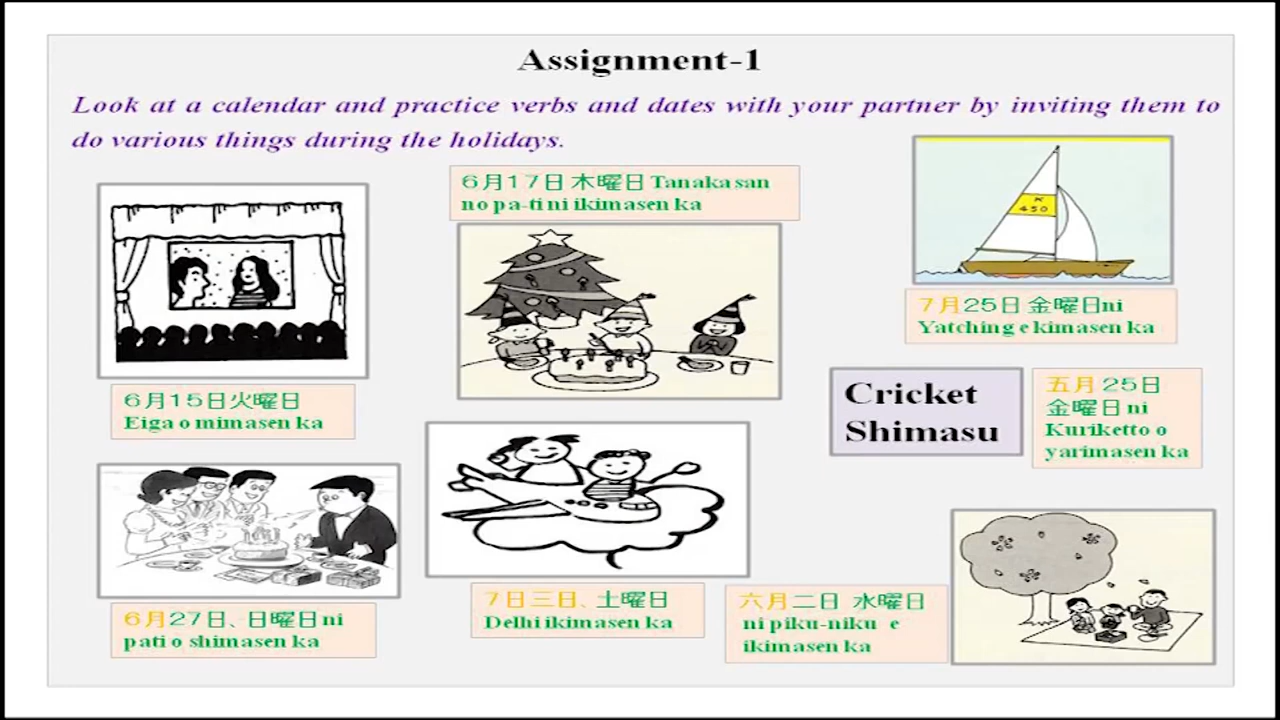 Assignment-1
Look at a calendar and practice verbs and dates with your partner by inviting them to
do various things during the holidays.
6月17日 木曜日 Tanaka san
no pa-ti ni ikimasen ka
K
450
7月25日 金曜日ni
Yatching e kimasen ka
6月15日火曜日
Eiga o mimasen ka
Cricket
Shimasu
五月 25日
金曜日 ni
Kuriketto o
yarimasen ka
6月27日、日曜日 ni
pati o shimasen ka
7日三日、土曜日
Delhi ikimasen ka
六月二日 水曜日
ni piku-niku e
ikimasen ka